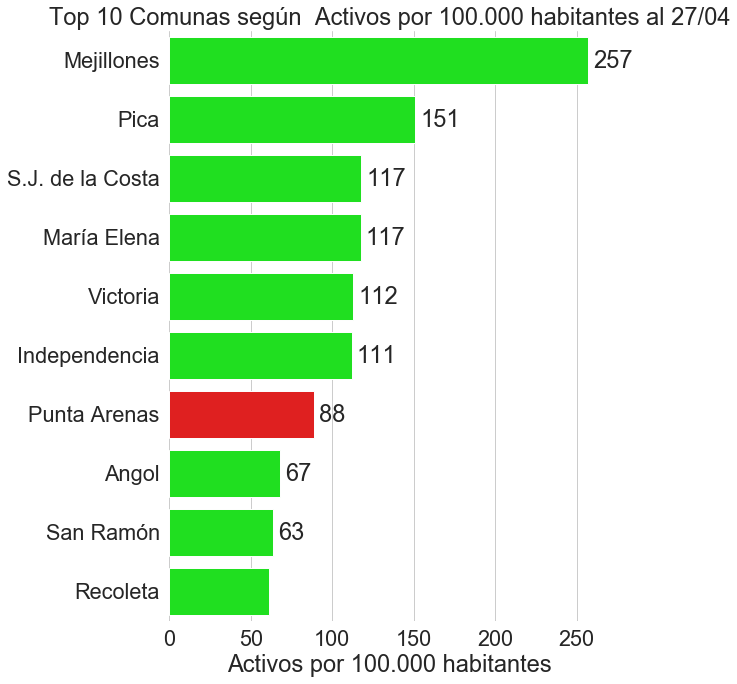 Top 10 Comunas según  Activos por 100.000 habitantes al 27/04
Mejillones 257
Pica 151
S.J. de la Costa 117
María Elena 117
Victoria 112
Independencia 111
Punta Arenas 88
Angol 67
San Ramón 63
Recoleta
0 50 100 150 200 250
Activos por 100.000 habitantes